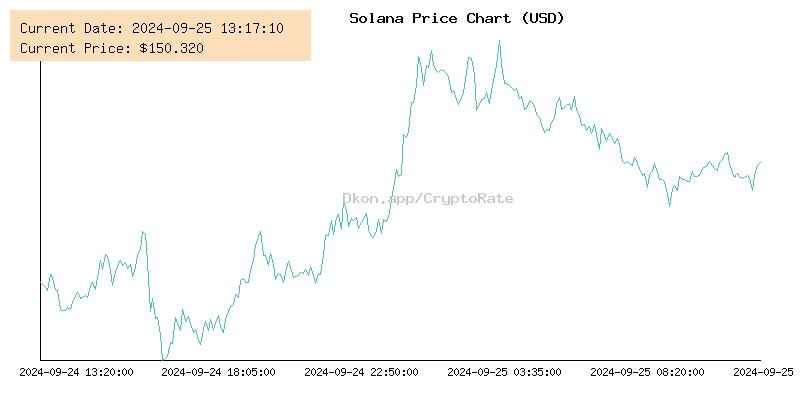 Solana Price Chart (USD)
Current Date: 2024-09-25 13:17:10
Current Price: $150.320
Dkon.app/CryptoRate
2024-09-24 13:20:00 2024-09-24 18:05:00 2024-09-24 22:50:00 2024-09-25 03:35:00 2024-09-25 08:20:00 2024-09-25